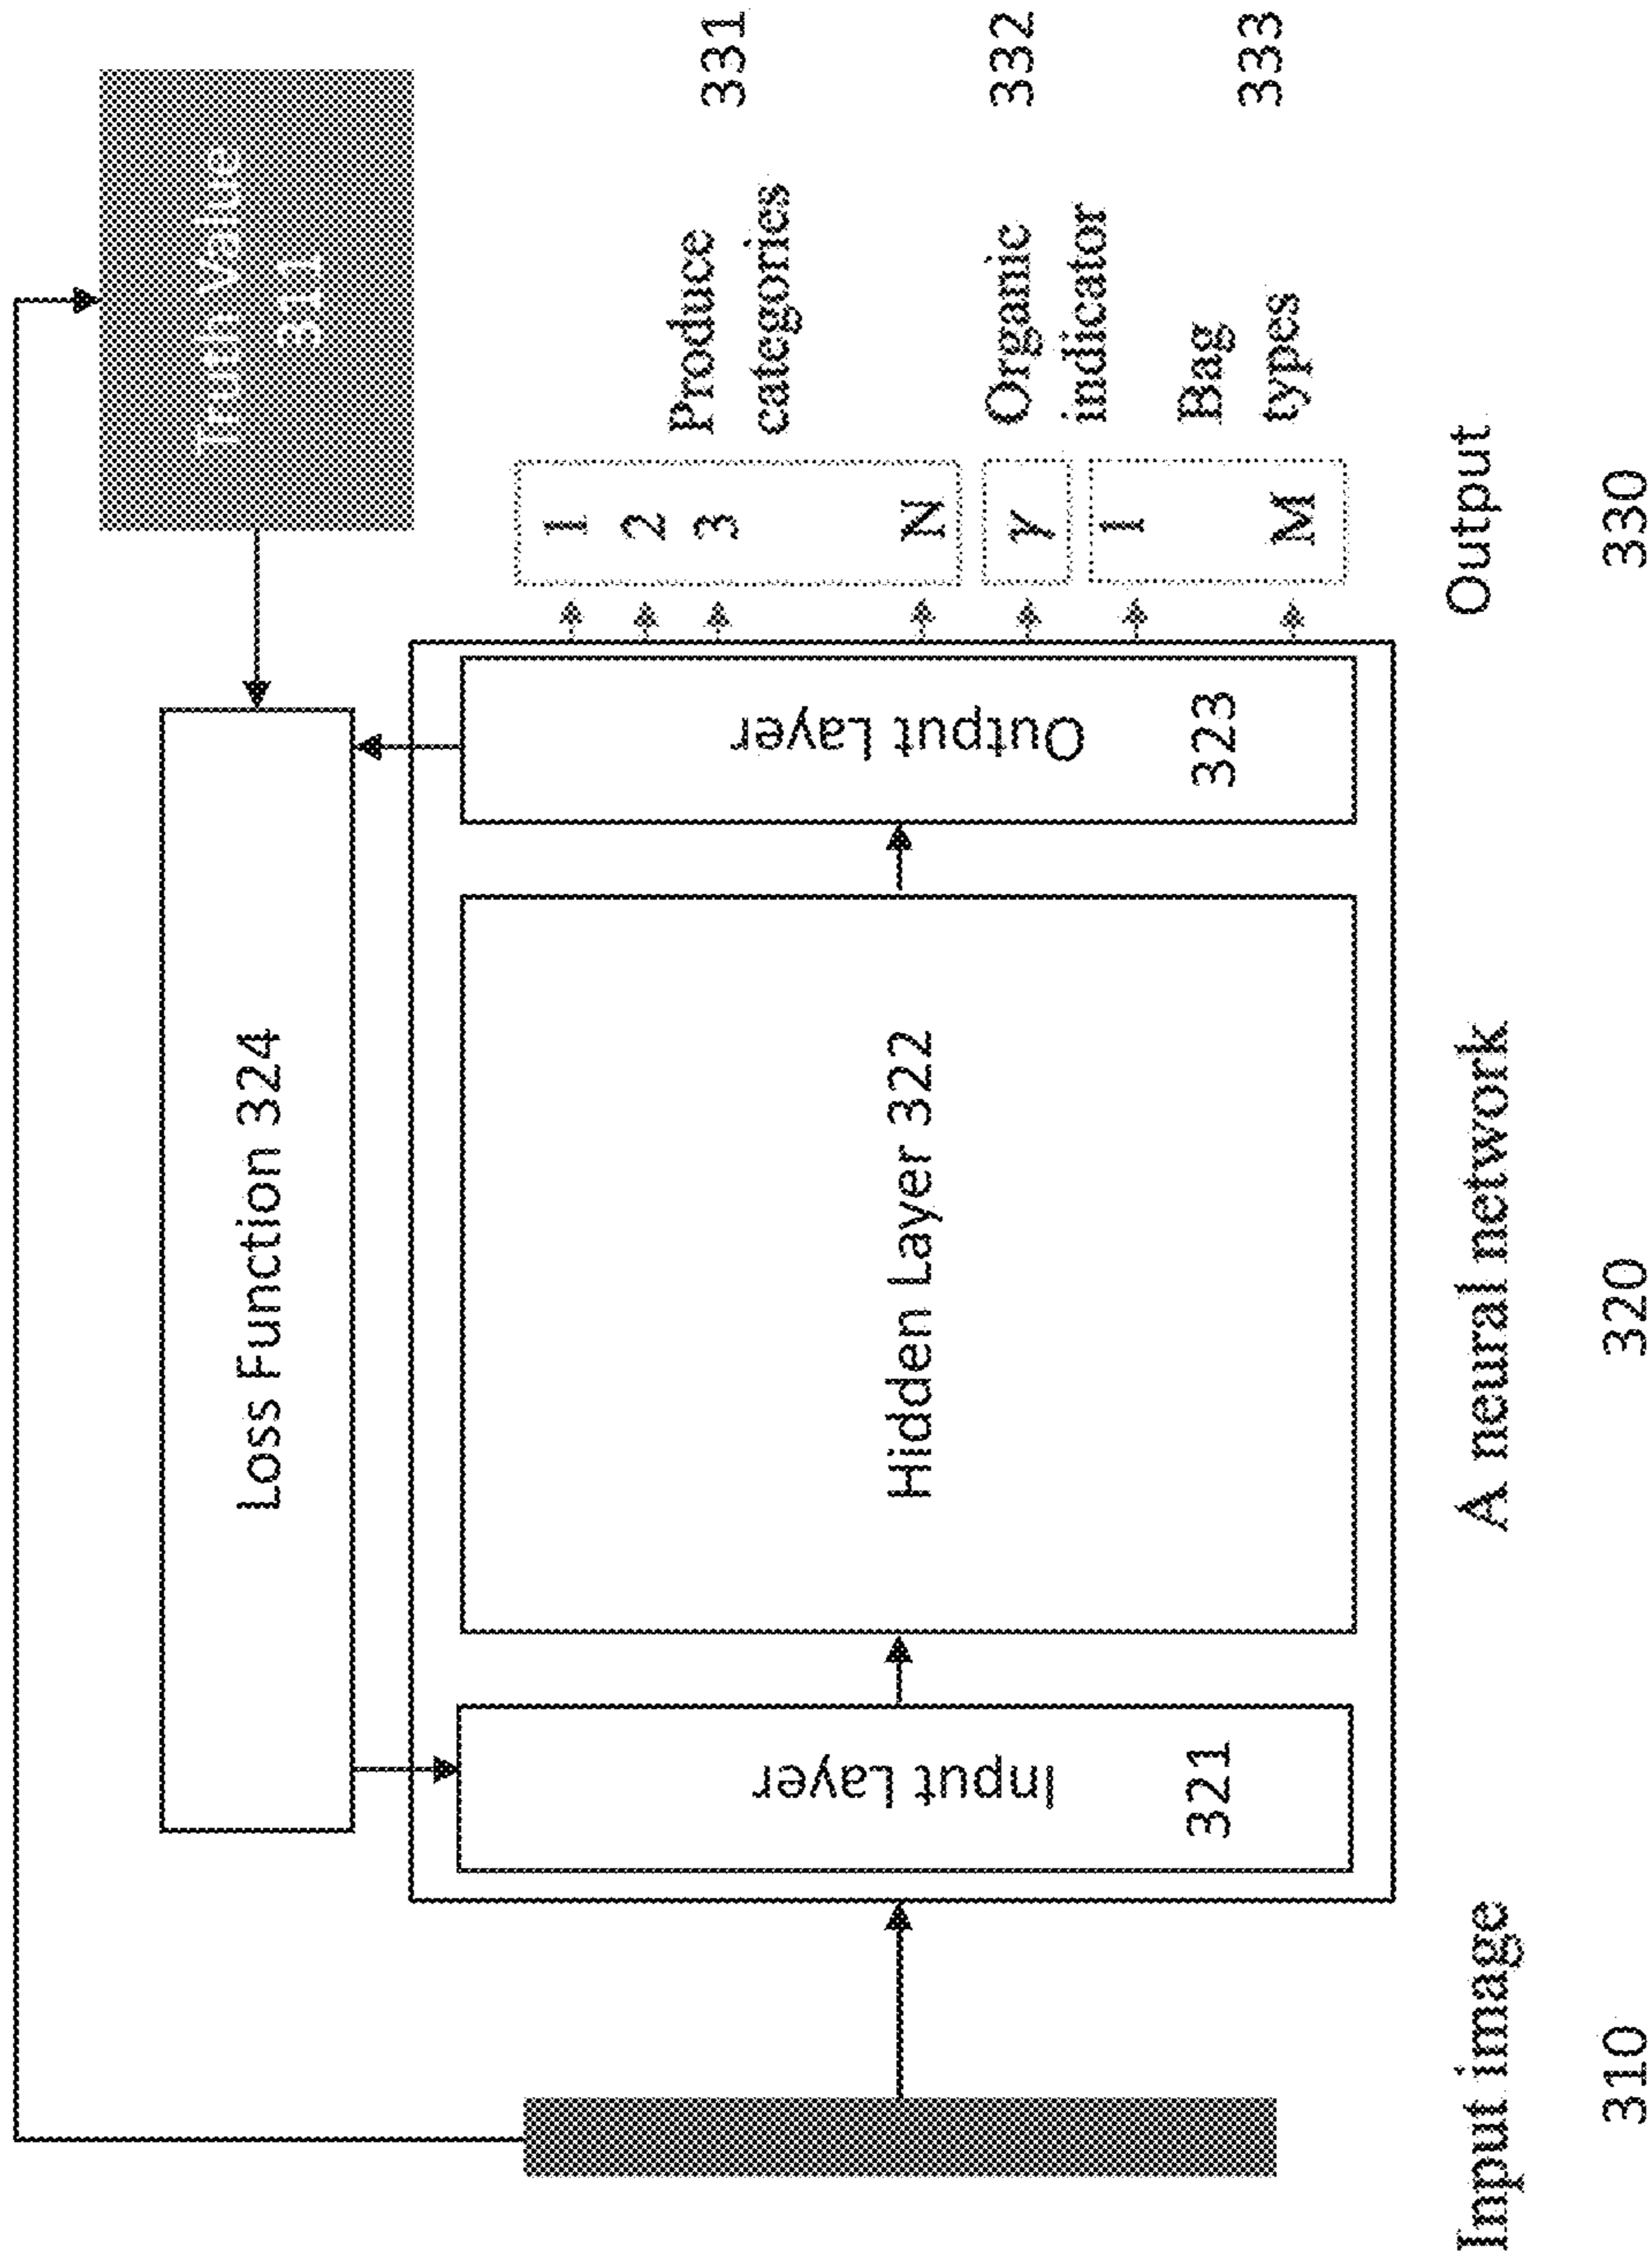 Truth Value
311
Loss Function 324
Input Layer
321
Hidden Layer 322
Output Layer
323
1
2
3
N
γ
1
M
Produce
categories
331
Organic
indicator
332
Bag
types
333
Input image
310
A neural network
320
Output
330